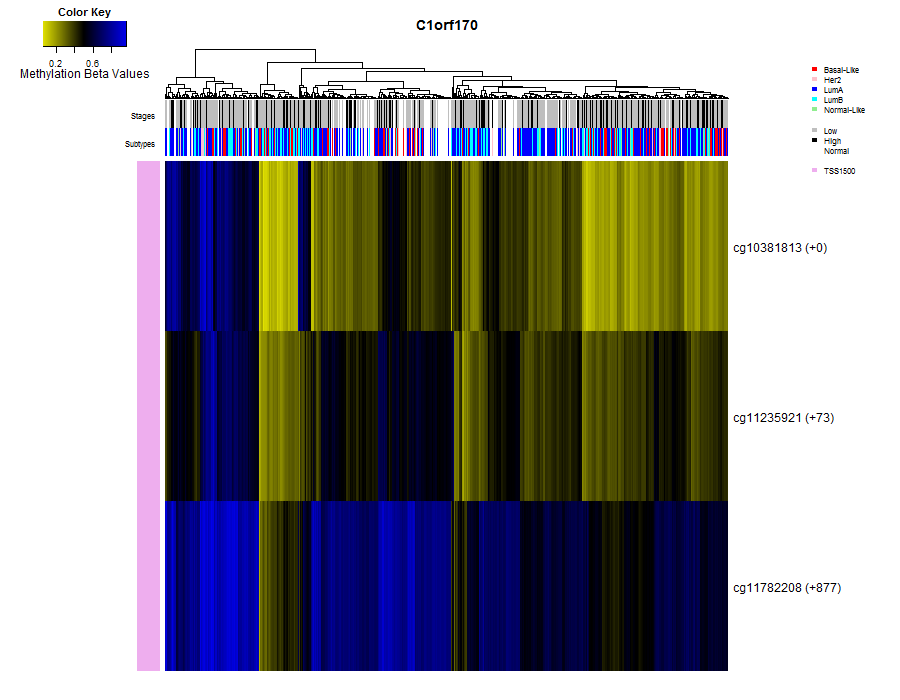 Color Key
0.2 0.6
Methylation Beta Values
C1orf170
Stages
Subtypes
Basal-Like
Her2
LumA
LumB
Normal-Like
Low
High
Normal
TSS1500
cg10381813 (+0)
cg11235921 (+73)
cg11782208 (+877)